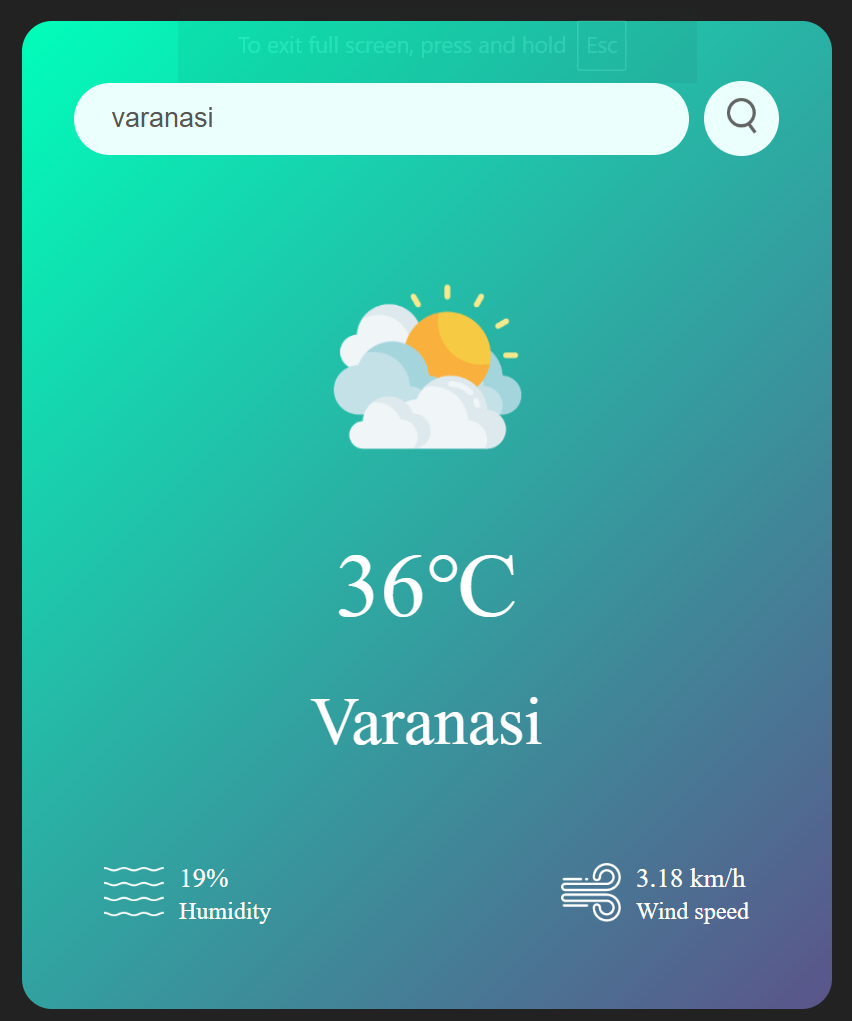 To exit full screen, press and hold Esc
varanasi
36°C
Varanasi
19%
Humidity
3.18 km/h
Wind speed